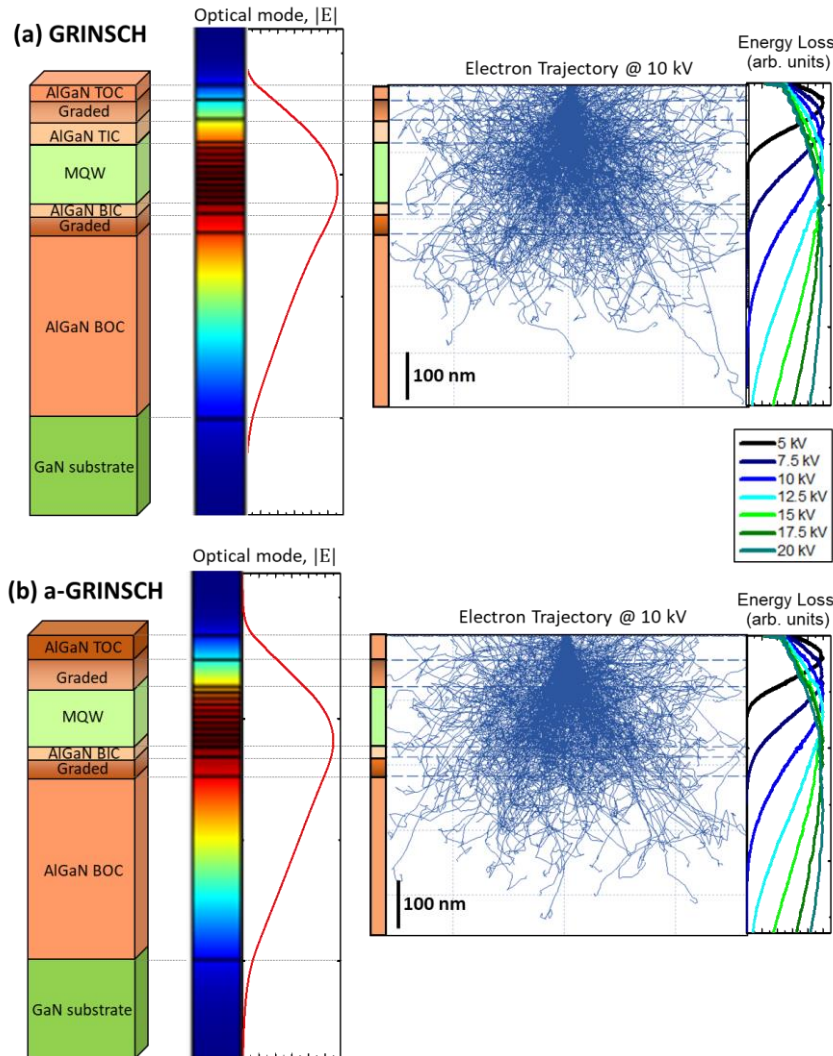 Optical mode, |E|
(a) GRINSCH
Energy Loss
(arb. units)
Electron Trajectory @ 10 kV
AlGaN TOC
Graded
AlGaN TIC
MQW
AlGaN BIC
Graded
AlGaN BOC
GaN substrate
100 nm
5 kV
7.5 kV
10 kV
12.5 kV
15 kV
17.5 kV
20 kV
Optical mode, |E|
(b) a-GRINSCH
Energy Loss
(arb. units)
Electron Trajectory @ 10 kV
AlGaN TOC
Graded
MQW
AlGaN BIC
Graded
AlGaN BOC
GaN substrate
100 nm